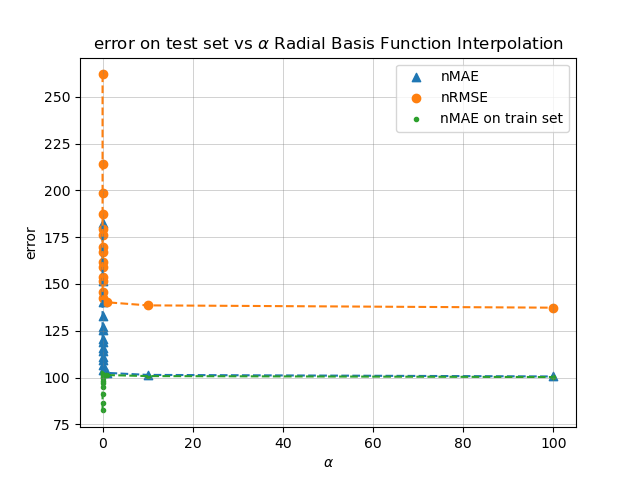 error on test set vs α Radial Basis Function Interpolation
nMAE
nRMSE
nMAE on train set
250
225
200
175
150
125
100
75
error
0 20 40 60 80 100
α